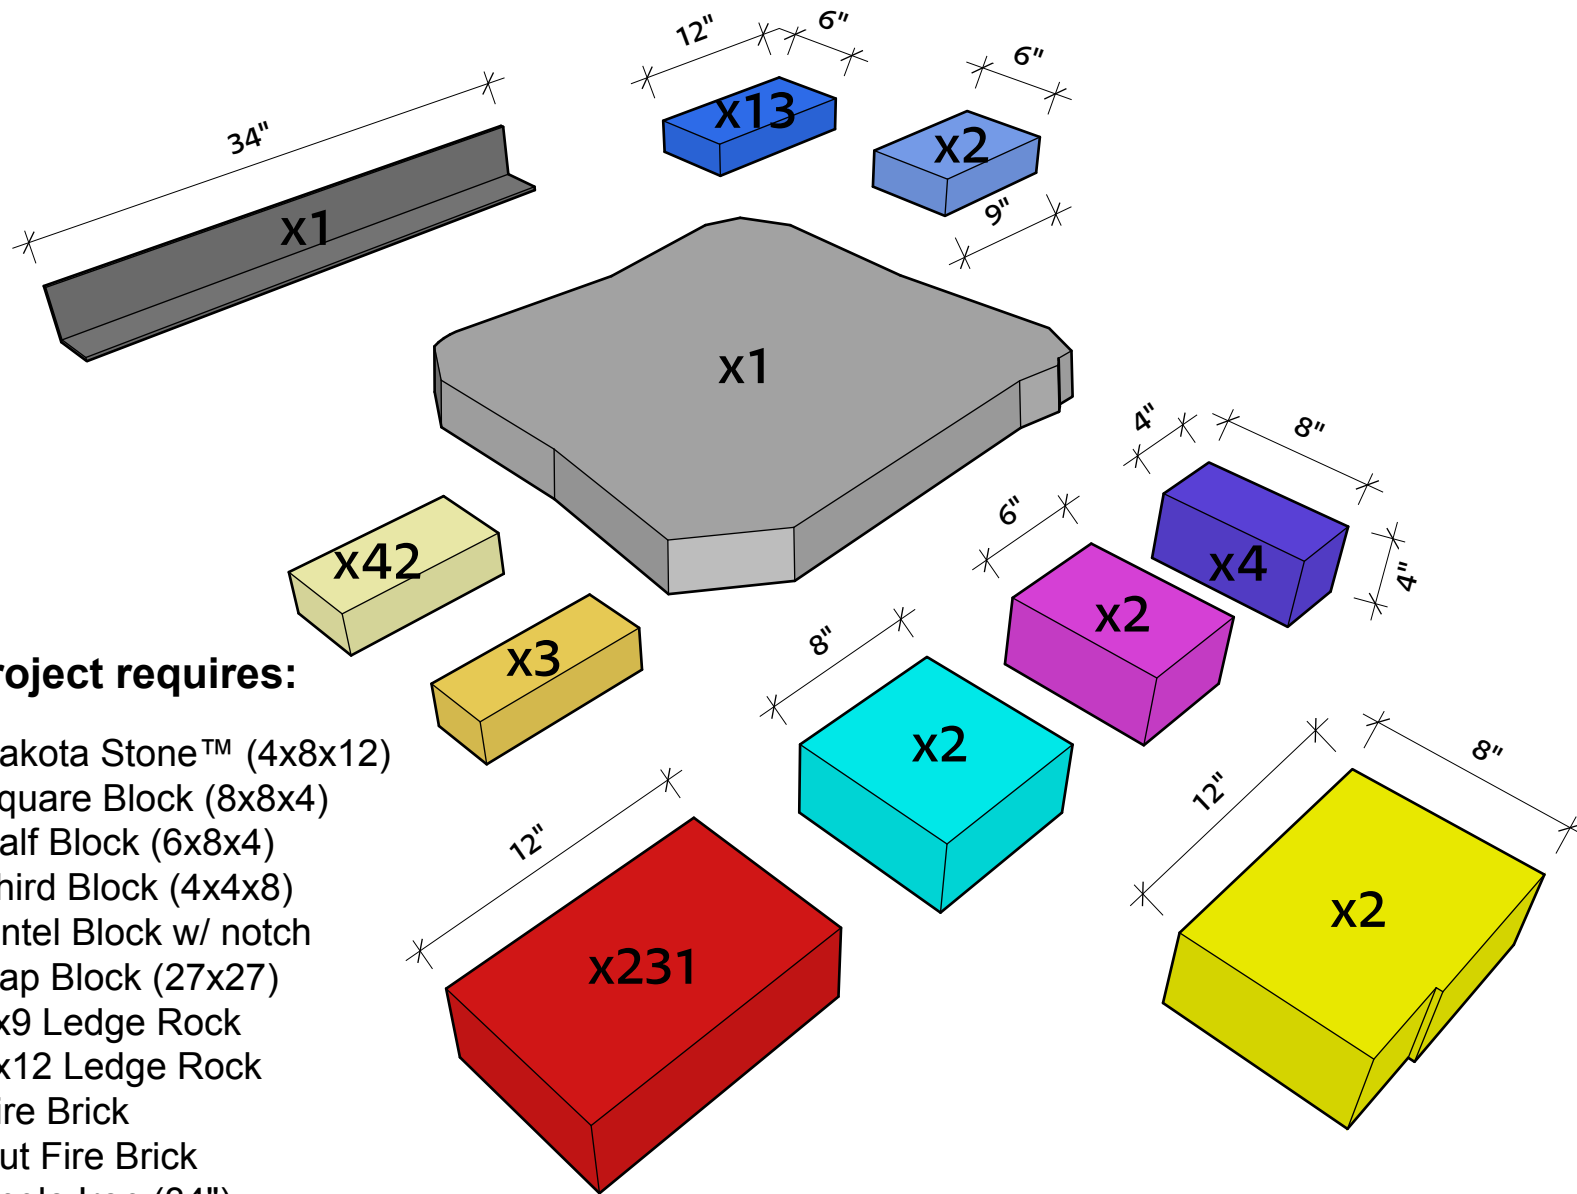 12"
6"
6"
34"
x13
x2
9"
x1
x1
4"
8"
6"
4"
x42
x4
x2
8"
x3
x2
roject requires:
akota Stone™ (4x8x12)
quare Block (8x8x4)
alf Block (6x8x4)
hird Block (4x4x8)
ntel Block w/ notch
ap Block (27x27)
x9 Ledge Rock
x12 Ledge Rock
ire Brick
ut Fire Brick
12"
8"
12"
x231
x2